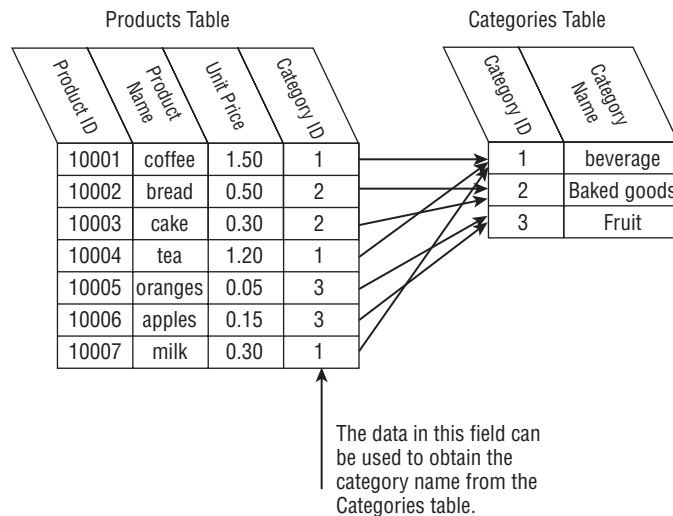 Products Table
Categories Table
Product ID
Product
Name
Unit Price
Category ID
Category ID
Category
Name
10001 coffee 1.50 1
10002 bread 0.50 2
10003 cake 0.30 2
10004 tea 1.20 1
10005 oranges 0.05 3
10006 apples 0.15 3
10007 milk 0.30 1
1 beverage
2 Baked goods
3 Fruit
The data in this field can
be used to obtain the
category name from the
Categories table.